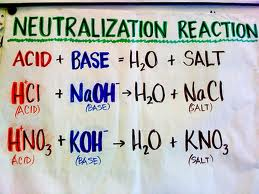 NEUTRALIZATION REACTION
ACID + BASE = H₂O + SALT
HCl + NaOH⁻ → H₂O + NaCl
(ACID) (BASE) (SALT)
HNO₃ + KOH⁻ → H₂O + KNO₃
(ACID) (BASE) (SALT)